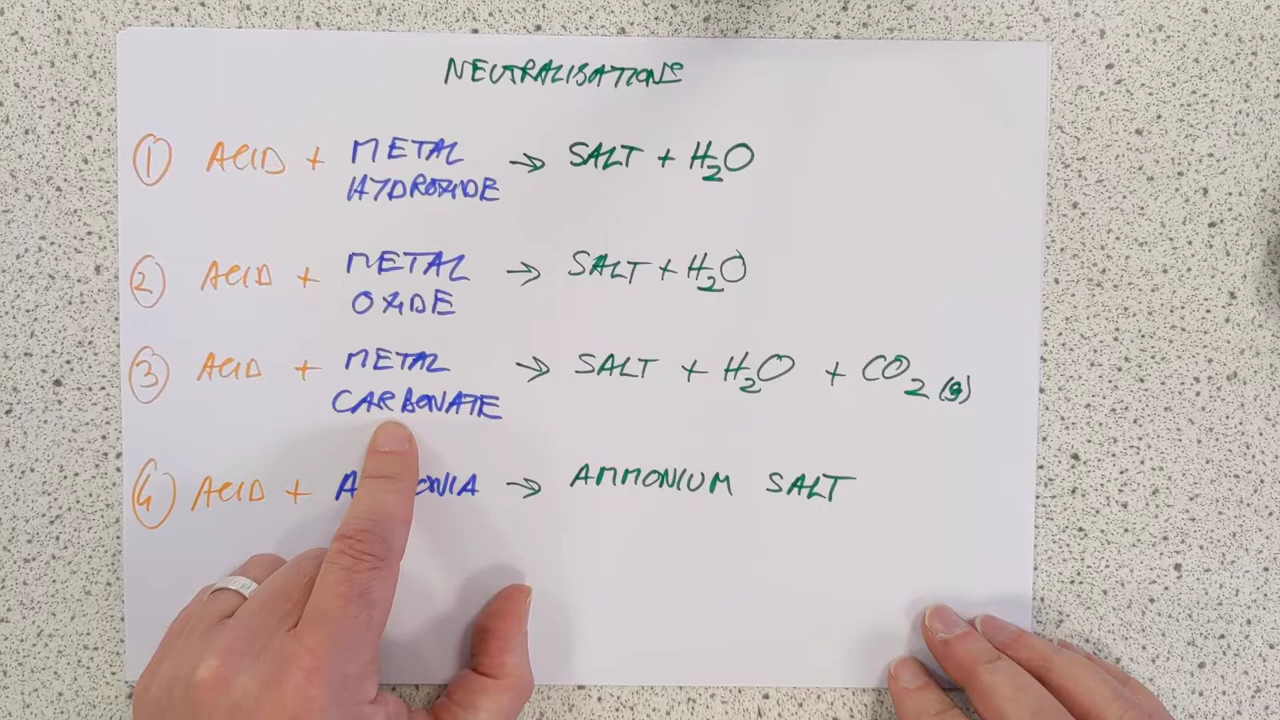 NEUTRALISATIONS
① ACID + METAL HYDROXIDE → SALT + H₂O
② ACID + METAL OXIDE → SALT + H₂O
③ ACID + METAL CARBONATE → SALT + H₂O + CO₂(g)
④ ACID + → AMMONIUM SALT